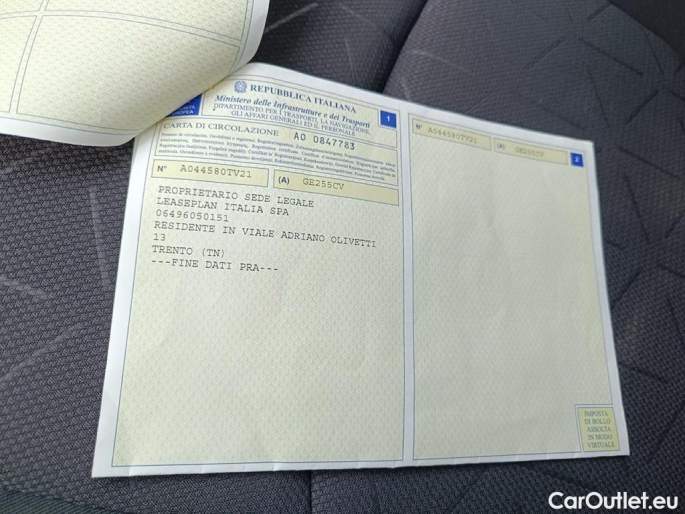 REPUBBLICA ITALIANA
Ministero delle Infrastrutture e dei Trasporti
DIPARTIMENTO PER I TRASPORTI, LA NAVIGAZIONE,
GLI AFFARI GENERALI ED IL PERSONALE
1
CARTA DI CIRCOLAZIONE AO 0847783
N° A044580TV21 (A) GE255CV
PROPRIETARIO SEDE LEGALE
LEASEPLAN ITALIA SPA
06496050151
RESIDENTE IN VIALE ADRIANO OLIVETTI
13
TRENTO (TN)
---FINE DATI PRA---
N° A044580TV21 (A) GE255CV
2
IMPOSTA
DI BOLLO
ASSOLTA
IN MODO
VIRTUALE
CarOutlet.eu